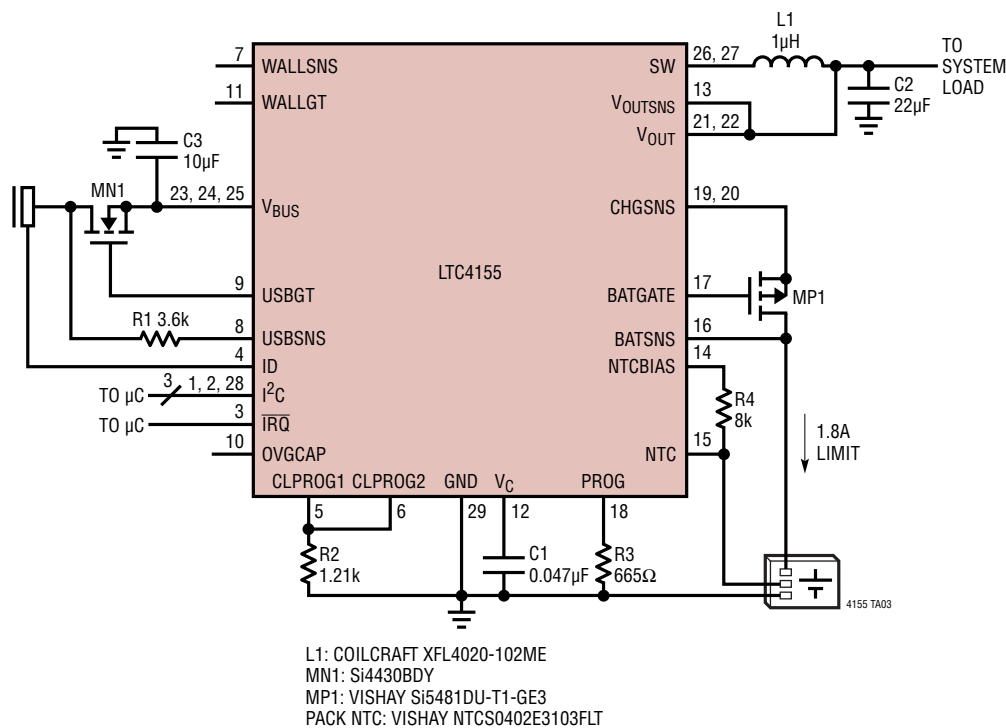 L1
1µH
TO
SYSTEM
LOAD
C2
22µF
7
WALLSNS
11
WALLGT
SW
26, 27
13
VOUTSNS
21, 22
VOUT
C3
10µF
MN1
23, 24, 25
VBUS
19, 20
CHGSNS
LTC4155
9
USBGT
17
BATGATE
MP1
R1 3.6k
8
USBSNS
16
BATSNS
4
ID
14
NTCBIAS
TO µC
3
1, 2, 28
I2C
R4
8k
TO µC
3
IRQ
1.8A
LIMIT
10
OVGCAP
15
NTC
CLPROG1
CLPROG2
GND
VC
PROG
5
6
29
12
18
R2
1.21k
C1
0.047µF
R3
665Ω
4155 TA03
L1: COILCRAFT XFL4020-102ME
MN1: Si4430BDY
MP1: VISHAY Si5481DU-T1-GE3
PACK NTC: VISHAY NTCS0402E3103FLT